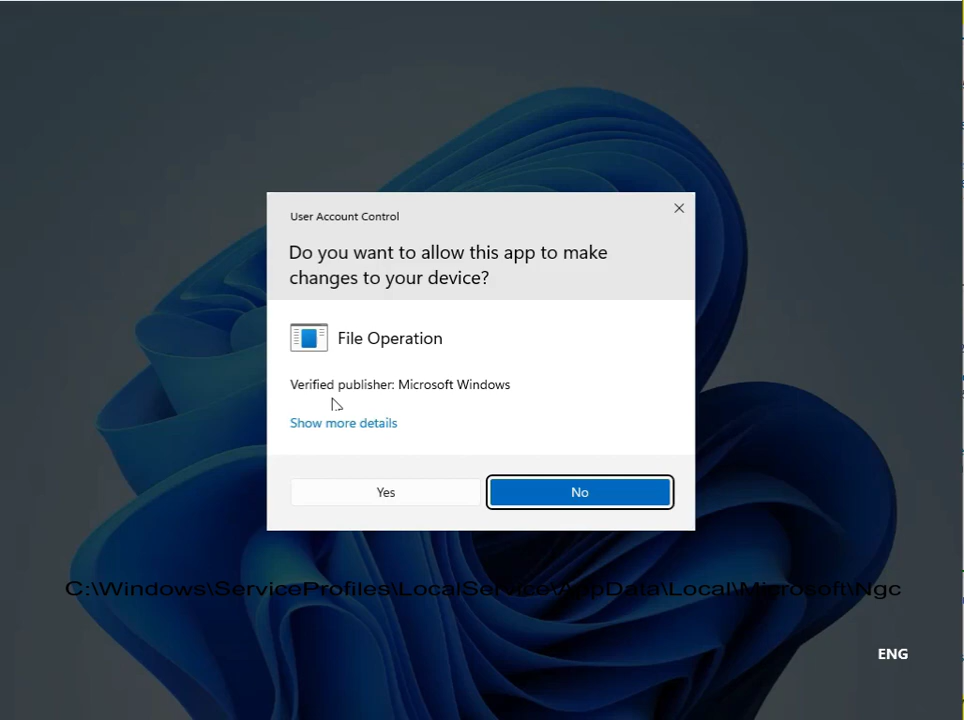 User Account Control
Do you want to allow this app to make
changes to your device?
File Operation
Verified publisher: Microsoft Windows
Show more details
Yes
No
C:\Windows\ServiceProfiles\LocalService\AppData\Local\Microsoft\Ngc
ENG